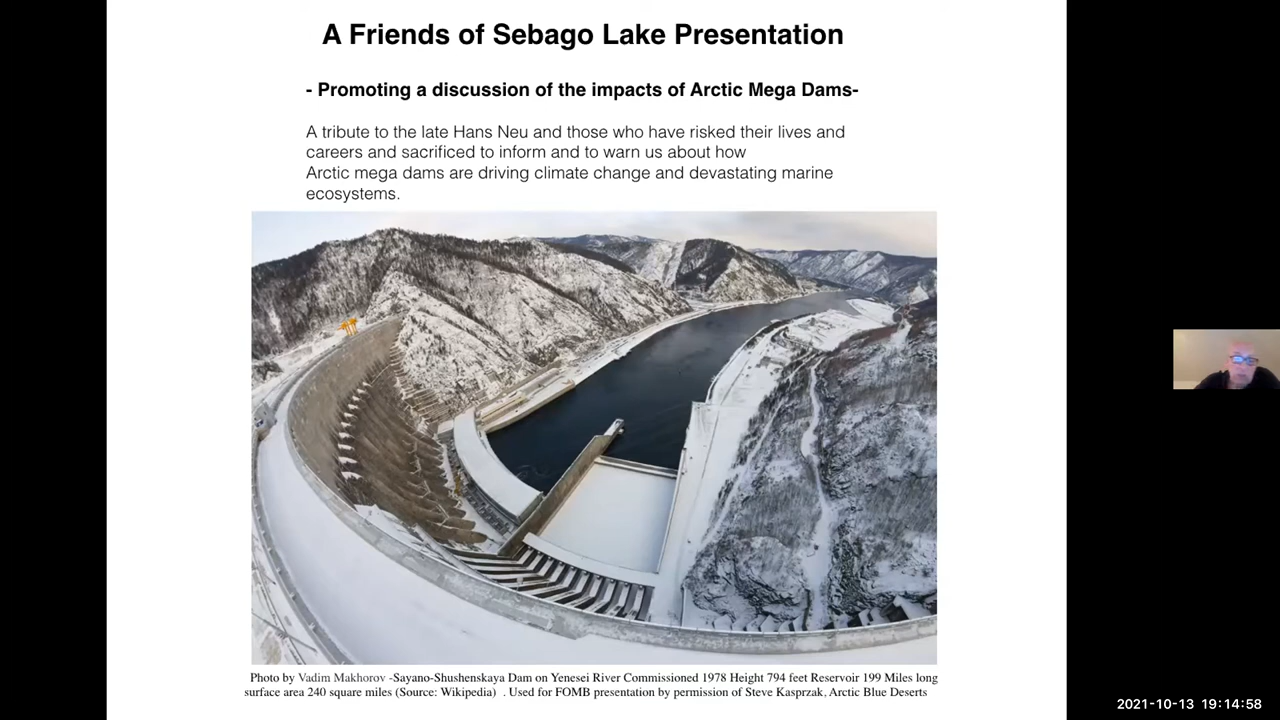 A Friends of Sebago Lake Presentation
- Promoting a discussion of the impacts of Arctic Mega Dams-
A tribute to the late Hans Neu and those who have risked their lives and
careers and sacrificed to inform and to warn us about how
Arctic mega dams are driving climate change and devastating marine
ecosystems.
Photo by Vadim Makhorov -Sayano-Shushenskaya Dam on Yenesei River Commissioned 1978 Height 794 feet Reservoir 199 Miles long
surface area 240 square miles (Source: Wikipedia) . Used for FOMB presentation by permission of Steve Kasprzak, Arctic Blue Deserts
2021-10-13 19:14:58